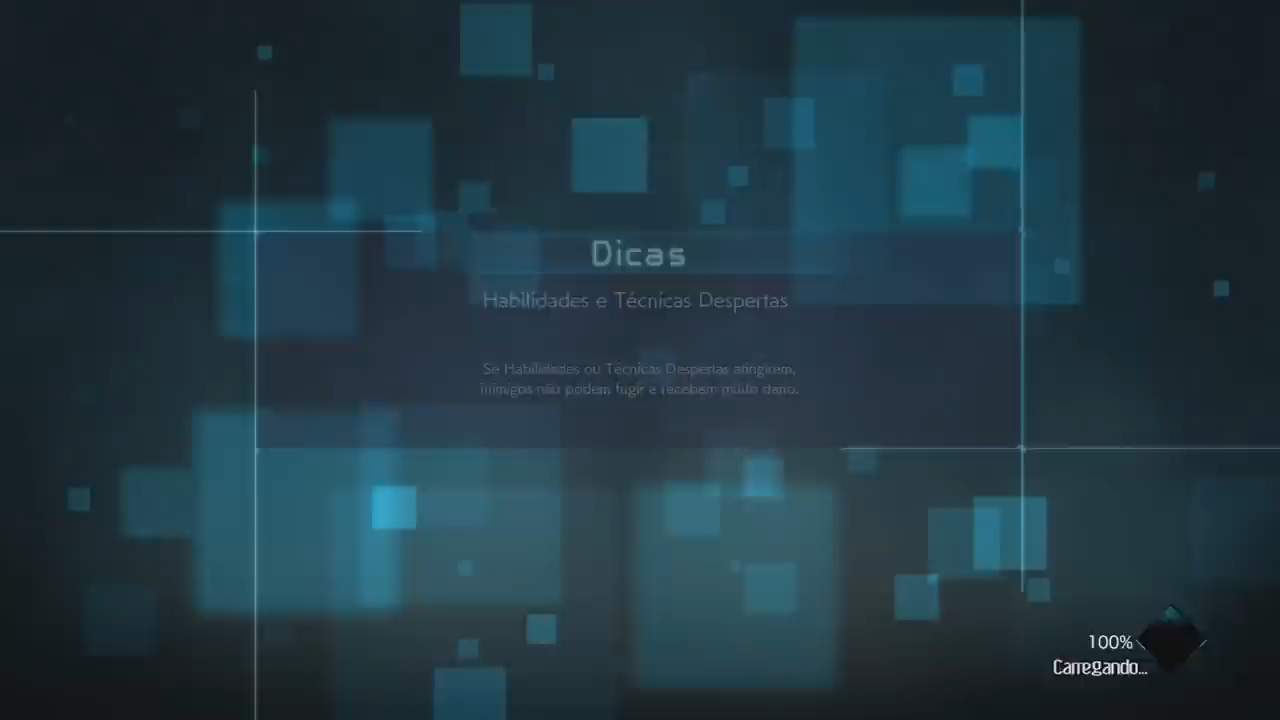 Dicas
Habilidades e Técnicas Despertas
Se Habilidades ou Técnicas Despertas atingirem,
inimigos não podem fugir e recebem muito dano.
100%
Carregando...